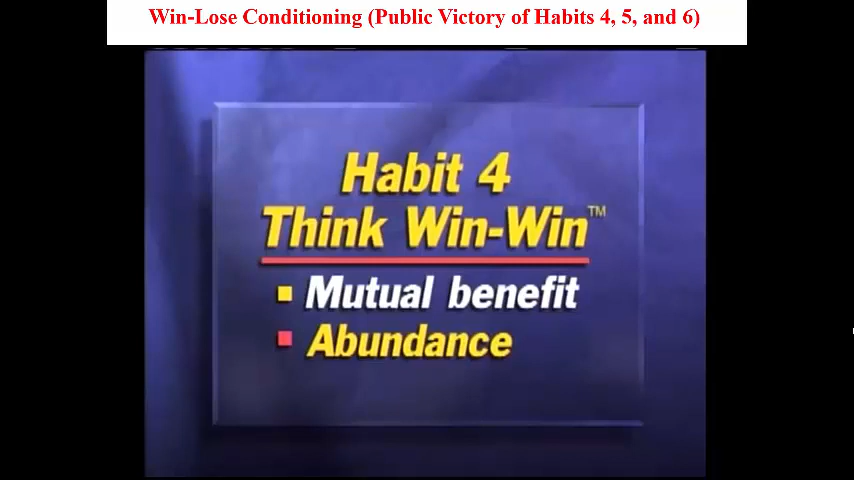 Win-Lose Conditioning (Public Victory of Habits 4, 5, and 6)
Habit 4
Think Win-Win™
Mutual benefit
Abundance